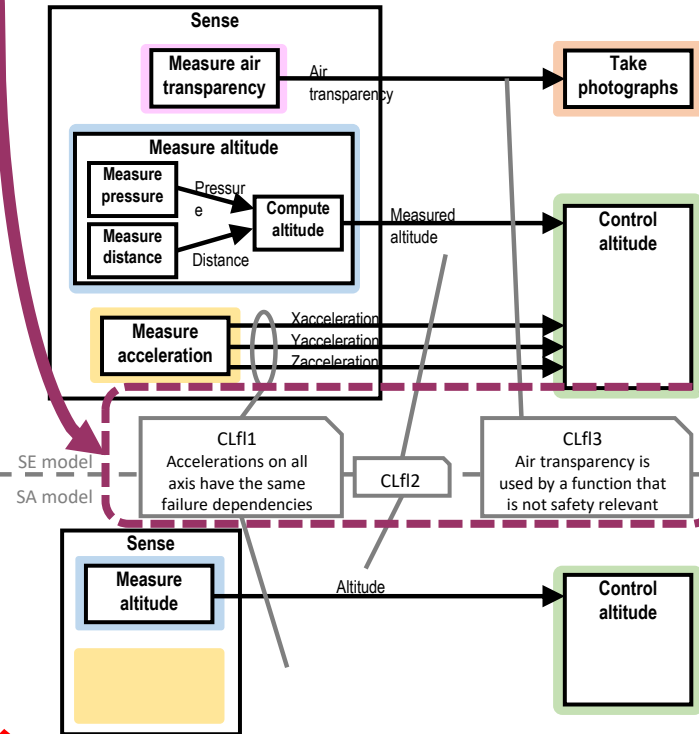 Sense
Measure air
transparency
Air
transparency
Take
photographs
Measure altitude
Measure
pressure
Pressur
e
Compute
altitude
Measured
altitude
Control
altitude
Measure
distance
Distance
Measure
acceleration
Xacceleration
Yacceleration
Zacceleration
SE model
SA model
CLfl1
Accelerations on all
axis have the same
failure dependencies
CLfl2
CLfl3
Air transparency is
used by a function that
is not safety relevant
Sense
Measure
altitude
Altitude
Control
altitude